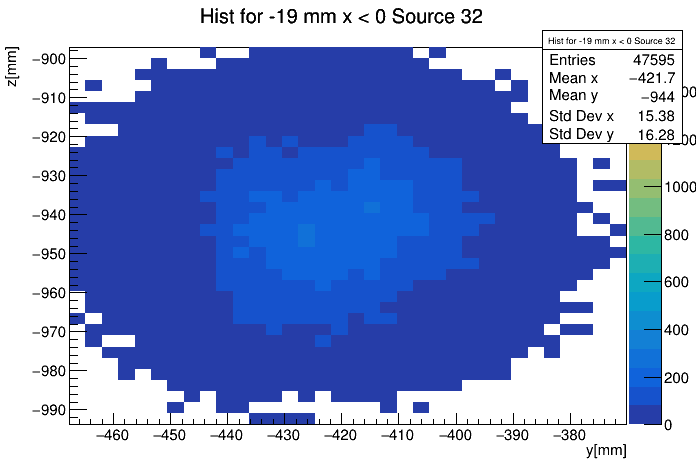 Hist for -19 mm x < 0 Source 32
Hist for -19 mm x < 0 Source 32
Entries 47595
Mean x −421.7
Mean y −944
Std Dev x 15.38
Std Dev y 16.28
z[mm]
−900
−910
−920
−930
−940
−950
−960
−970
−980
−990
−460 −450 −440 −430 −420 −410 −400 −390 −380
y[mm]
1000
800
600
400
200
0